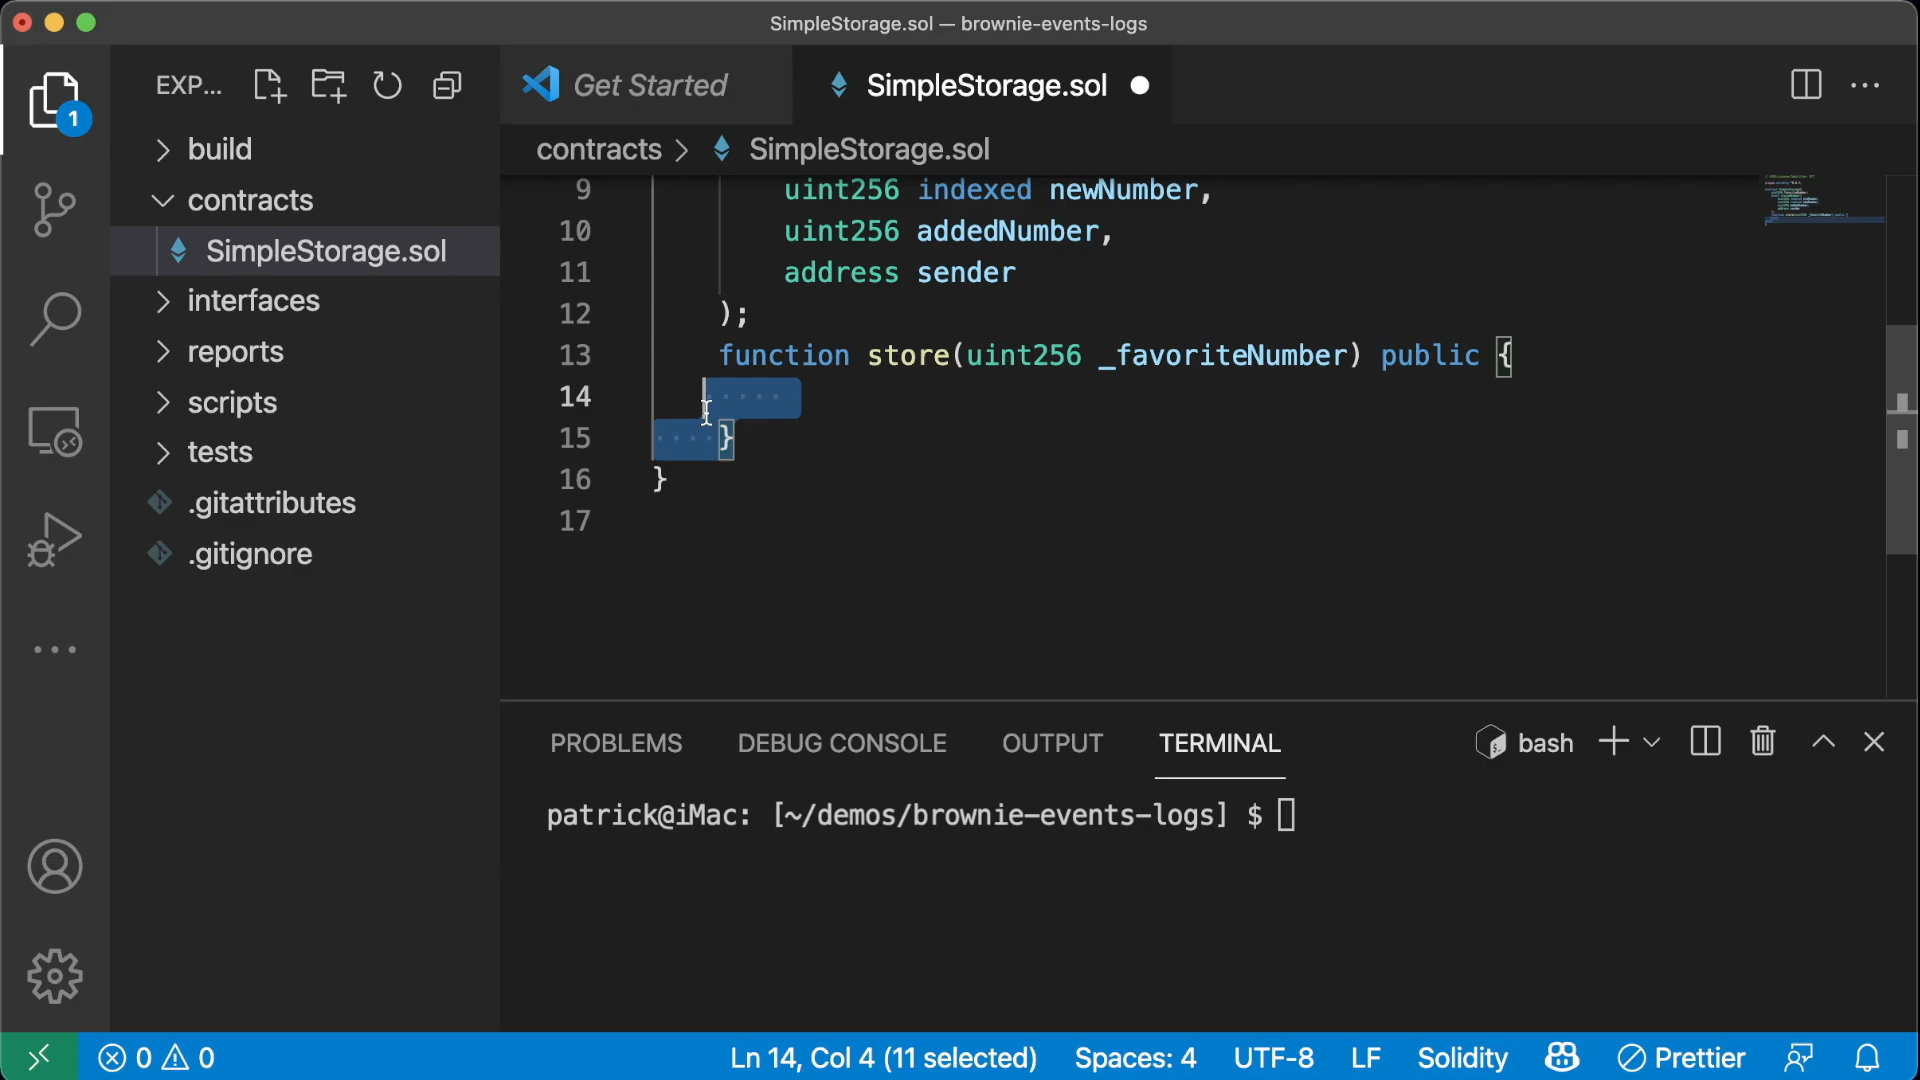 SimpleStorage.sol — brownie-events-logs
EXP...
Get Started
SimpleStorage.sol
1
contracts > SimpleStorage.sol
build
contracts
SimpleStorage.sol
interfaces
reports
scripts
tests
.gitattributes
.gitignore
9 uint256 indexed newNumber,
10 uint256 addedNumber,
11 address sender
12 );
13 function store(uint256 _favoriteNumber) public {
14
15 }
16 }
17
PROBLEMS DEBUG CONSOLE OUTPUT TERMINAL
bash
patrick@iMac: [~/demos/brownie-events-logs] $
0 0 Ln 14, Col 4 (11 selected) Spaces: 4 UTF-8 LF Solidity Prettier